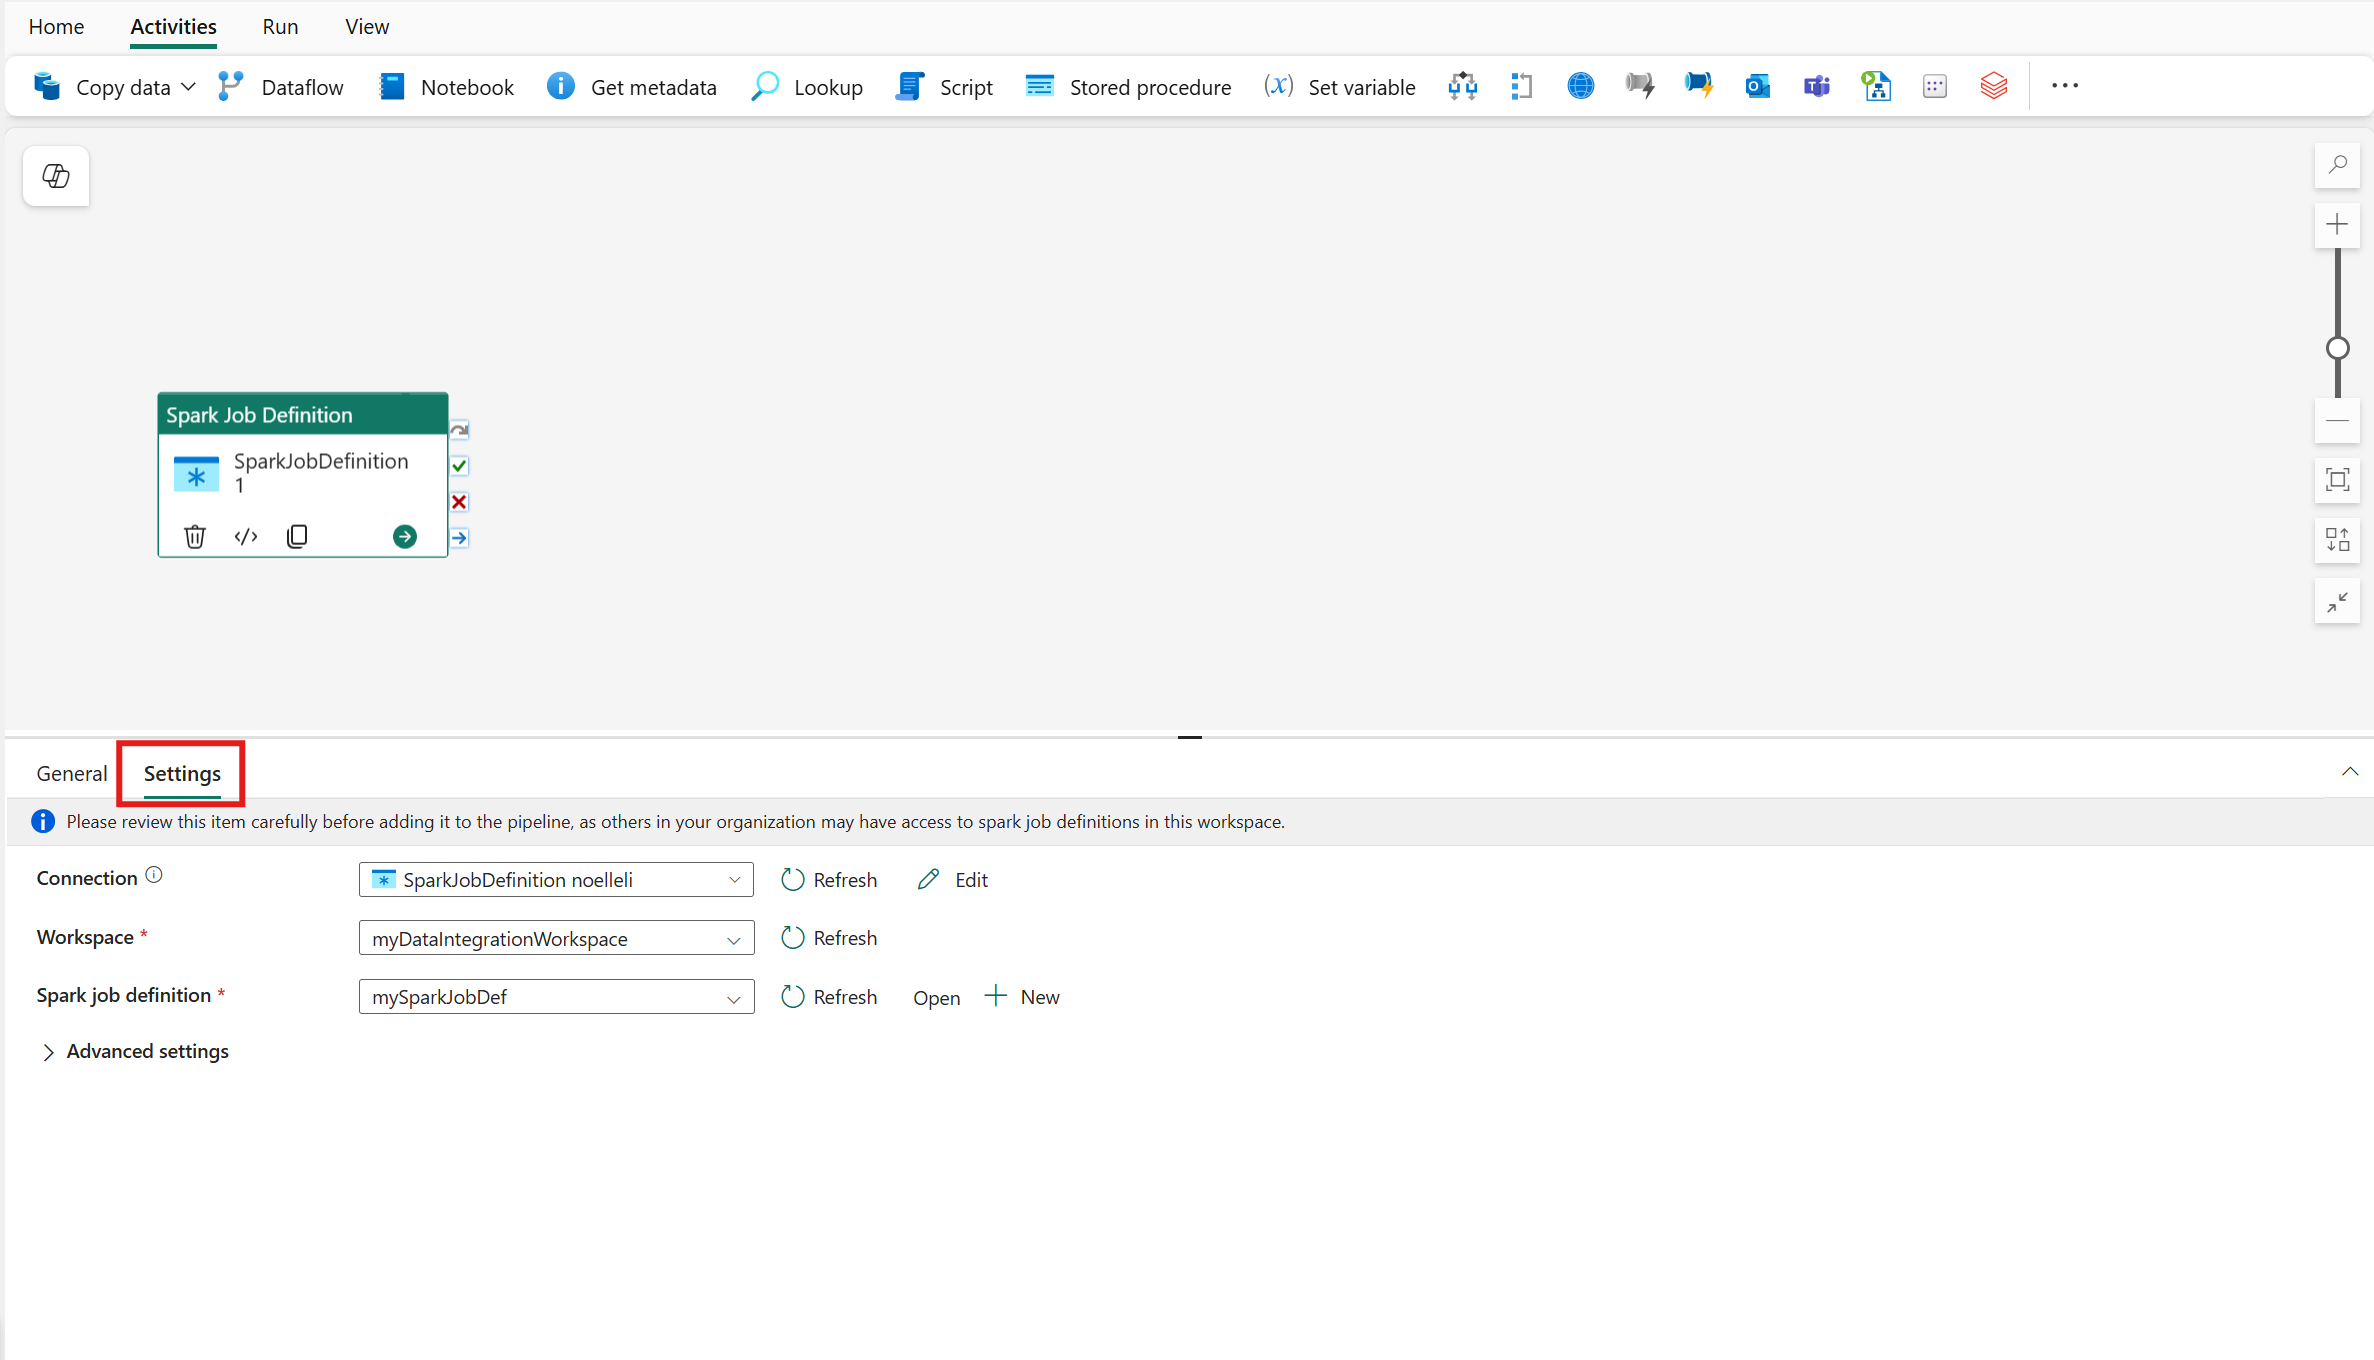 Home Activities Run View
Copy data Dataflow Notebook Get metadata Lookup Script Stored procedure (x) Set variable
Spark Job Definition
SparkJobDefinition
1
General Settings
Please review this item carefully before adding it to the pipeline, as others in your organization may have access to spark job definitions in this workspace.
Connection SparkJobDefinition noelleli Refresh Edit
Workspace * myDataIntegrationWorkspace Refresh
Spark job definition * mySparkJobDef Refresh Open New
Advanced settings